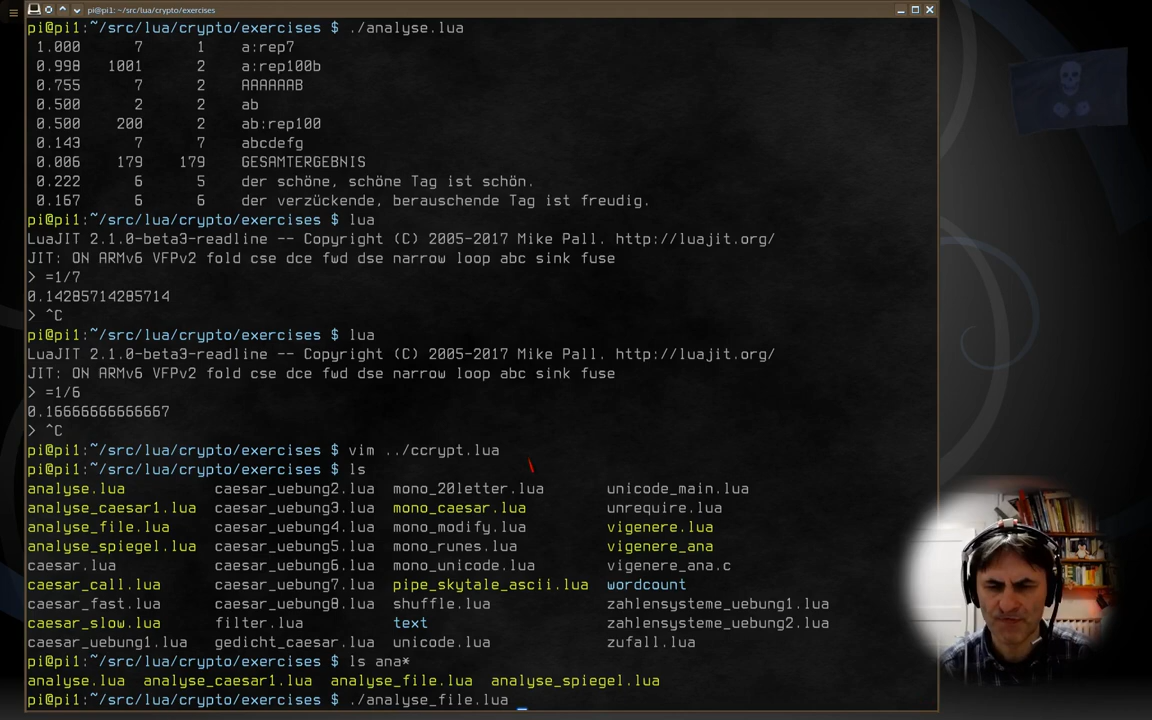 pi@pi1: ~/src/lua/crypto/exercises
pi@pi1:~/src/lua/crypto/exercises $ ./analyse.lua
1.000 7 1 a:rep7
0.998 1001 2 a:rep100b
0.755 7 2 AAAAAAB
0.500 2 2 ab
0.500 200 2 ab:rep100
0.143 7 7 abcdefg
0.006 179 179 GESAMTERGEBNIS
0.222 6 5 der schöne, schöne Tag ist schön.
0.167 6 6 der verzückende, berauschende Tag ist freudig.
pi@pi1:~/src/lua/crypto/exercises $ lua
LuaJIT 2.1.0-beta3-readline -- Copyright (C) 2005-2017 Mike Pall. http://luajit.org/
JIT: ON ARMv6 VFPv2 fold cse dce fwd dse narrow loop abc sink fuse
> =1/7
0.14285714285714
> ^C
pi@pi1:~/src/lua/crypto/exercises $ lua
LuaJIT 2.1.0-beta3-readline -- Copyright (C) 2005-2017 Mike Pall. http://luajit.org/
JIT: ON ARMv6 VFPv2 fold cse dce fwd dse narrow loop abc sink fuse
> =1/6
0.16666666666667
> ^C
pi@pi1:~/src/lua/crypto/exercises $ vim ../ccrypt.lua
pi@pi1:~/src/lua/crypto/exercises $ ls
analyse.lua caesar_uebung2.lua mono_20letter.lua unicode_main.lua
analyse_caesar1.lua caesar_uebung3.lua mono_caesar.lua unrequire.lua
analyse_file.lua caesar_uebung4.lua mono_modify.lua vigenere.lua
analyse_spiegel.lua caesar_uebung5.lua mono_runes.lua vigenere_ana
caesar.lua caesar_uebung6.lua mono_unicode.lua vigenere_ana.c
caesar_call.lua caesar_uebung7.lua pipe_skytale_ascii.lua wordcount
caesar_fast.lua caesar_uebung8.lua shuffle.lua zahlensysteme_uebung1.lua
caesar_slow.lua filter.lua text zahlensysteme_uebung2.lua
caesar_uebung1.lua gedicht_caesar.lua unicode.lua zufall.lua
pi@pi1:~/src/lua/crypto/exercises $ ls ana*
analyse.lua analyse_caesar1.lua analyse_file.lua analyse_spiegel.lua
pi@pi1:~/src/lua/crypto/exercises $ ./analyse_file.lua